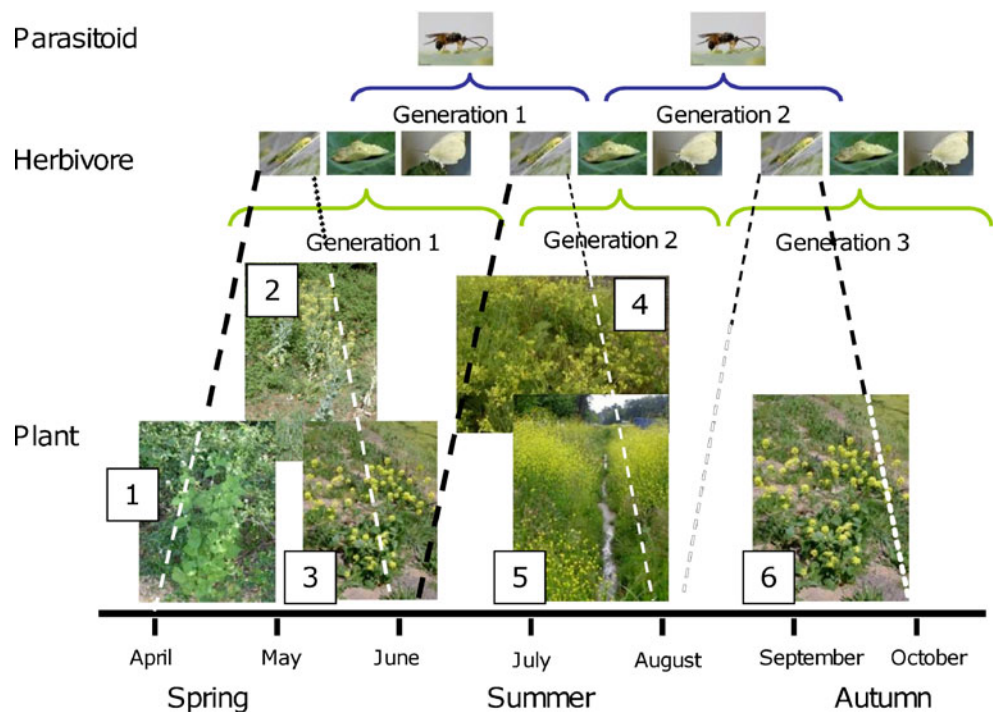 Parasitoid
Generation 1
Generation 2
Herbivore
Generation 1
Generation 2
Generation 3
2
4
Plant
1
3
5
6
April
May
June
July
August
September
October
Spring
Summer
Autumn